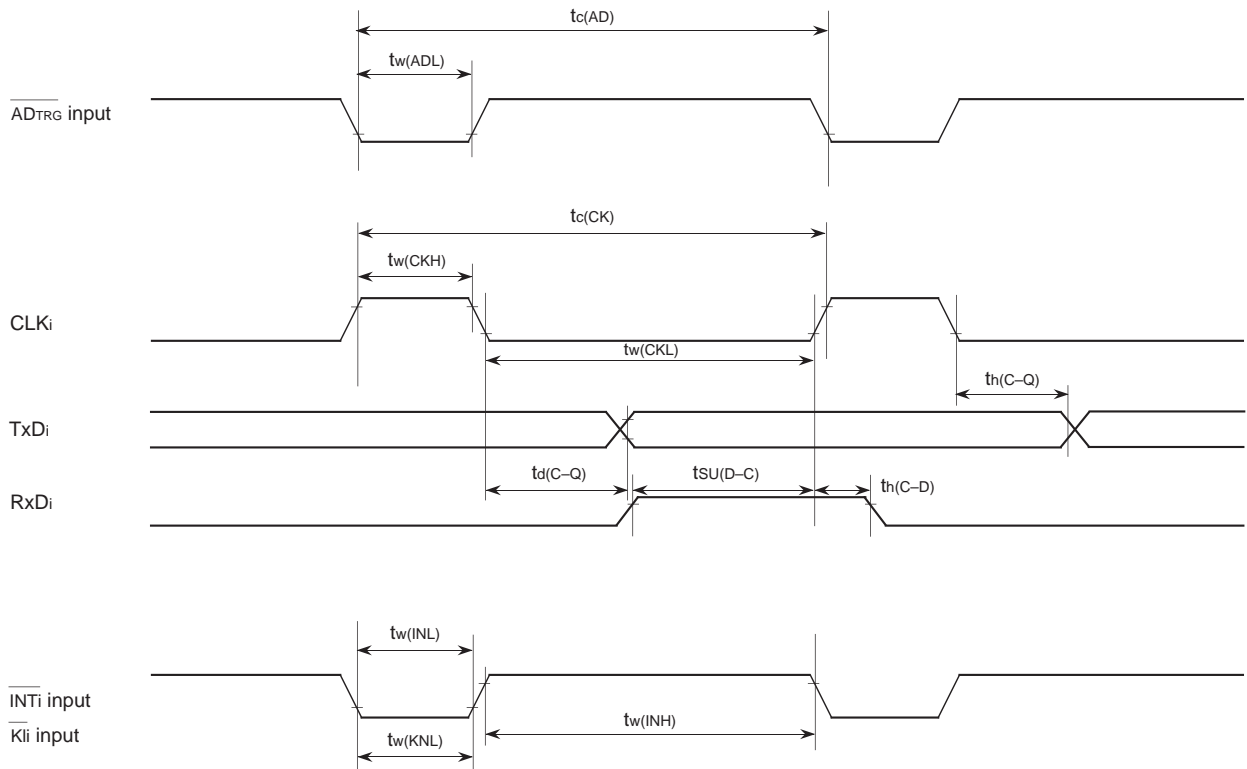 tc(AD)
tw(ADL)
ADTRG input
tc(CK)
tw(CKH)
CLKi
tw(CKL)
th(C–Q)
TxDi
td(C–Q)
tSU(D–C)
th(C–D)
RxDi
tw(INL)
INTi input
KIi input
tw(INH)
tw(KNL)